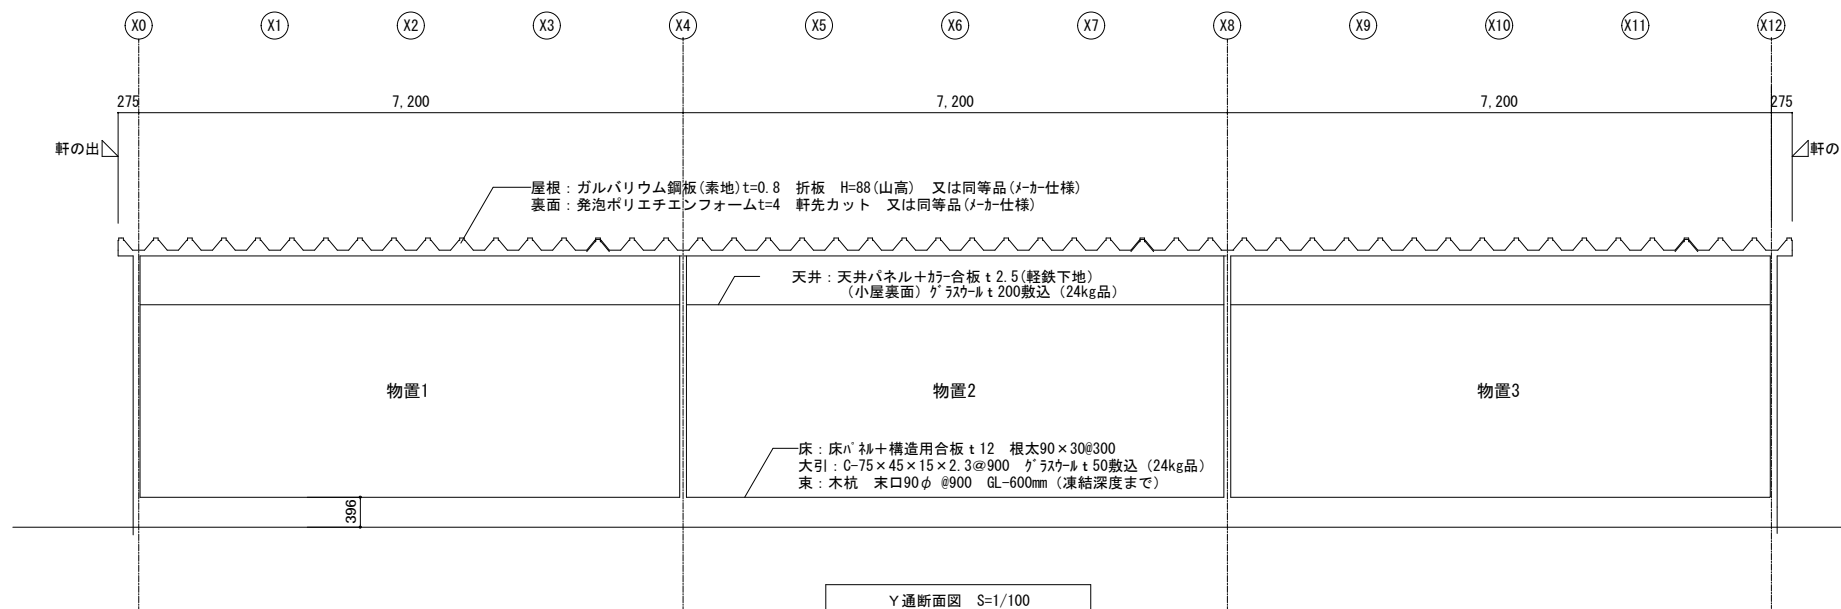 X0 X1 X2 X3 X4 X5 X6 X7 X8 X9 X10 X11 X12
275 7,200 7,200 7,200 275
軒の出 軒の
屋根：ガルバリウム鋼板(素地)t=0.8　折板　H=88(山高)　又は同等品(ﾒｰｶｰ仕様)
裏面：発泡ポリエチエンフォームt=4　軒先カット　又は同等品(ﾒｰｶｰ仕様)
天井：天井パネル＋ｶﾗｰ合板ｔ2.5(軽鉄下地)
（小屋裏面）ｸﾞﾗｽｳｰﾙｔ200敷込（24kg品）
物置1 物置2 物置3
床：床ﾊﾟﾈﾙ＋構造用合板ｔ12　根太90×30@300
大引：C-75×45×15×2.3@900　ｸﾞﾗｽｳｰﾙｔ50敷込（24kg品）
束：木杭　末口90φ @900　GL-600mm（凍結深度まで）
396
Ｙ通断面図　S=1/100